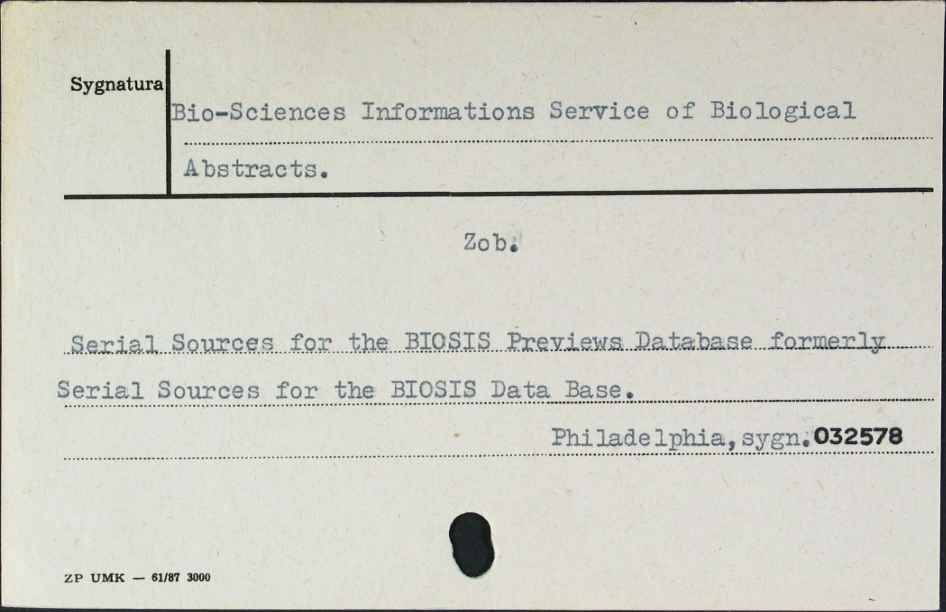 Sygnatura
Bio-Sciences Informations Service of Biological
Abstracts.
Zob.
Serial Sources for the BIOSIS Previews Database formerly
Serial Sources for the BIOSIS Data Base.
Philadelphia, sygn. 032578
ZP UMK — 61/87 3000